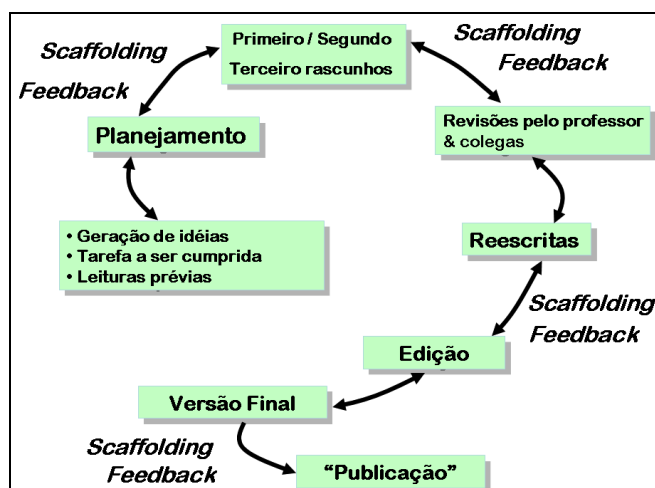 Scaffolding
Feedback
Primeiro / Segundo
Terceiro rascunhos
Scaffolding
Feedback
Planejamento
Revisões pelo professor
& colegas
• Geração de idéias
• Tarefa a ser cumprida
• Leituras prévias
Reescritas
Scaffolding
Feedback
Edição
Versão Final
Scaffolding
Feedback
“Publicação”